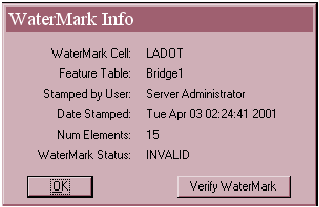 WaterMark Info
WaterMark Cell: LADOT
Feature Table: Bridge1
Stamped by User: Server Administrator
Date Stamped: Tue Apr 03 02:24:41 2001
Num Elements: 15
WaterMark Status: INVALID
OK Verify WaterMark